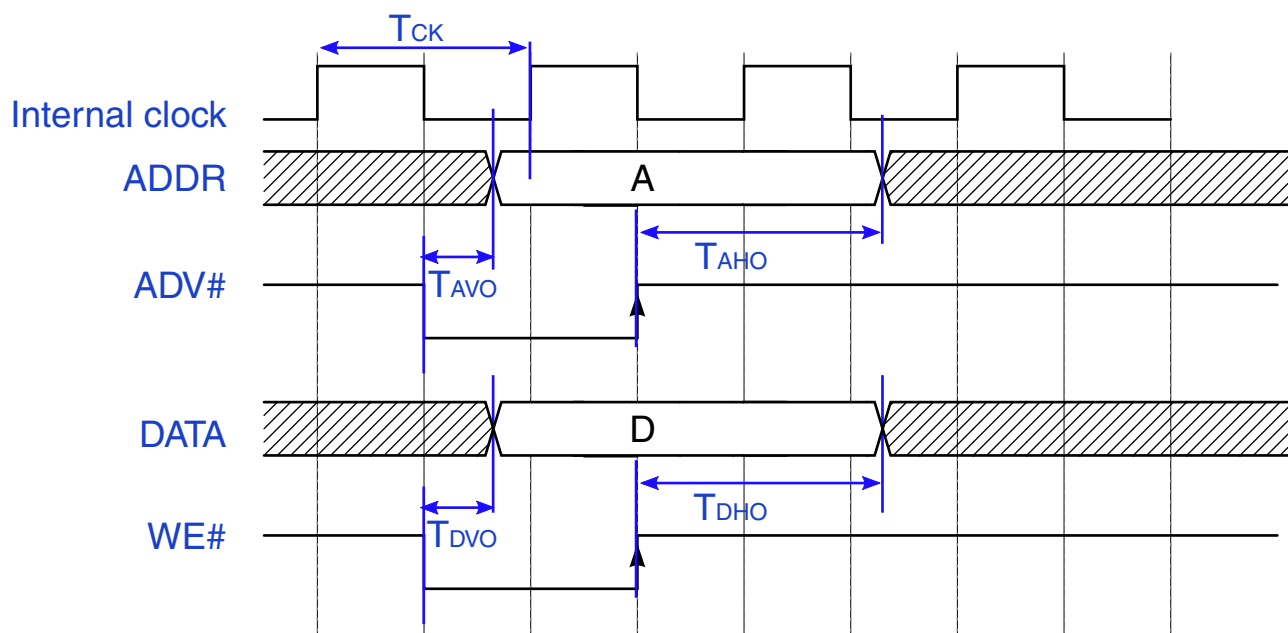 TCK
Internal clock
ADDR
A
TAHO
TAVO
ADV#
DATA
D
TDHO
TDVO
WE#